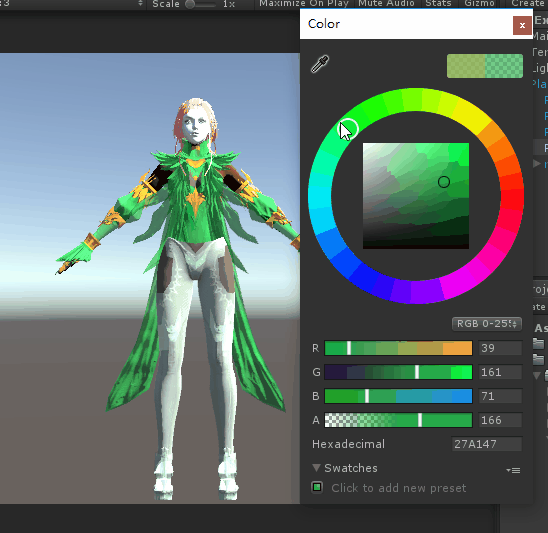 Scale 1x Maximize On Play Mute Audio Stats Gizmo Create
Color
x
RGB 0-255
R 39
G 161
B 71
A 166
Hexadecimal 27A147
Swatches
Click to add new preset